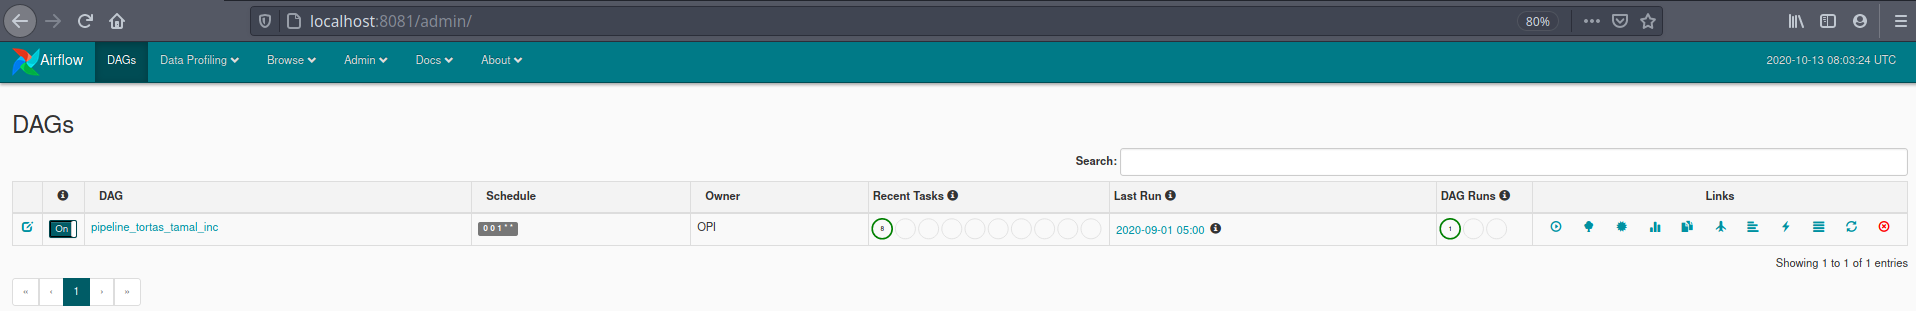 localhost:8081/admin/ 80%
Airflow DAGs Data Profiling Browse Admin Docs About 2020-10-13 08:03:24 UTC
DAGs
Search:
DAG Schedule Owner Recent Tasks Last Run DAG Runs Links
On pipeline_tortas_tamal_inc 0 0 1 * * OPI 8 2020-09-01 05:00 1
Showing 1 to 1 of 1 entries
« ‹ 1 › »